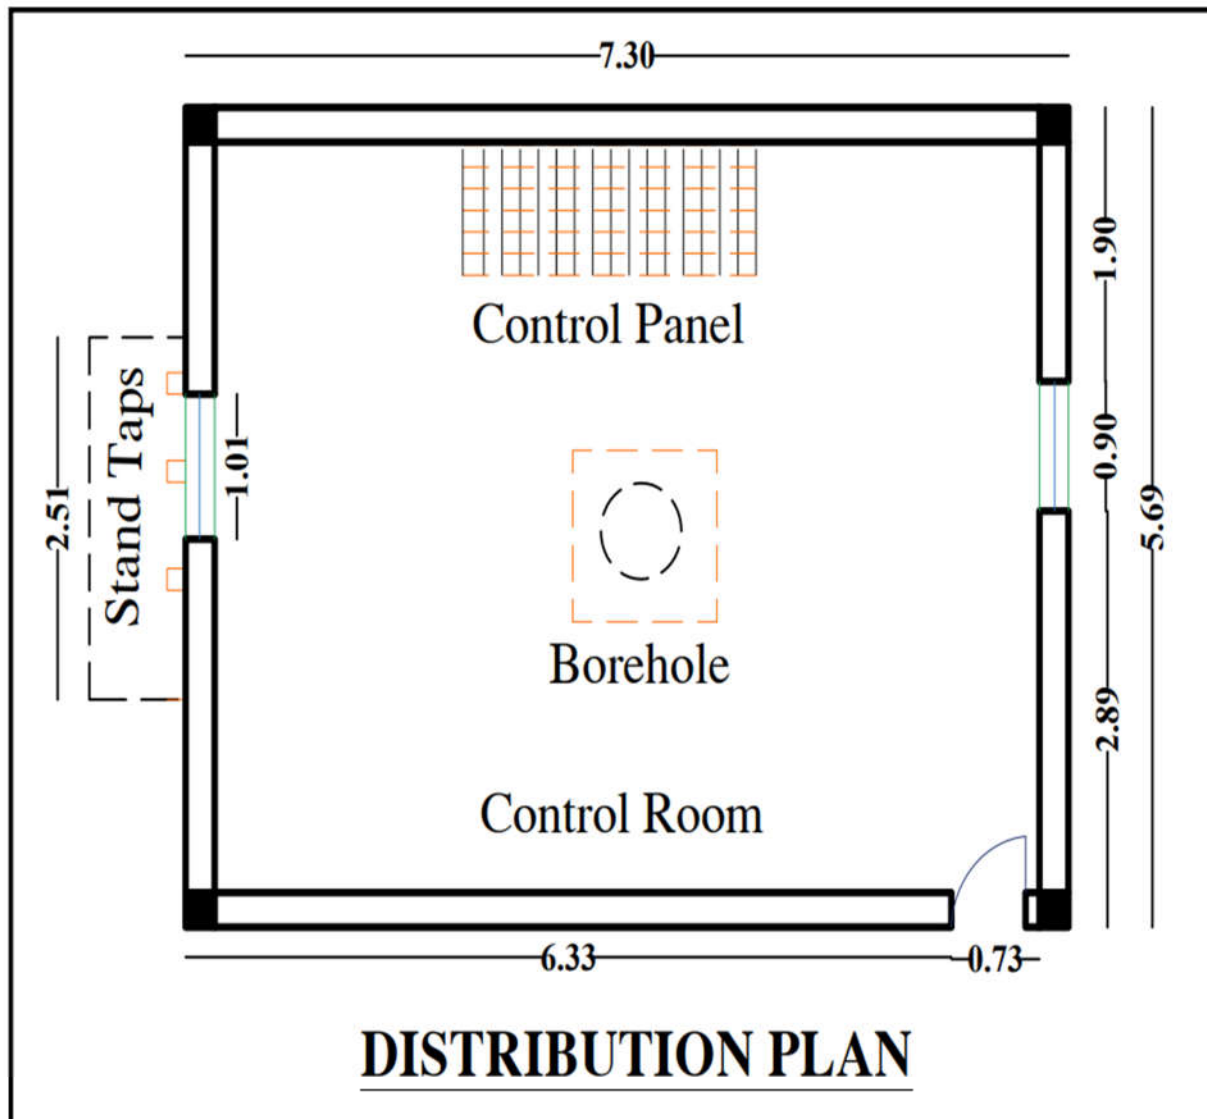 7.30
1.90
Control Panel
Stand Taps
1.01
0.90
2.51
5.69
Borehole
2.89
Control Room
6.33
0.73
DISTRIBUTION PLAN